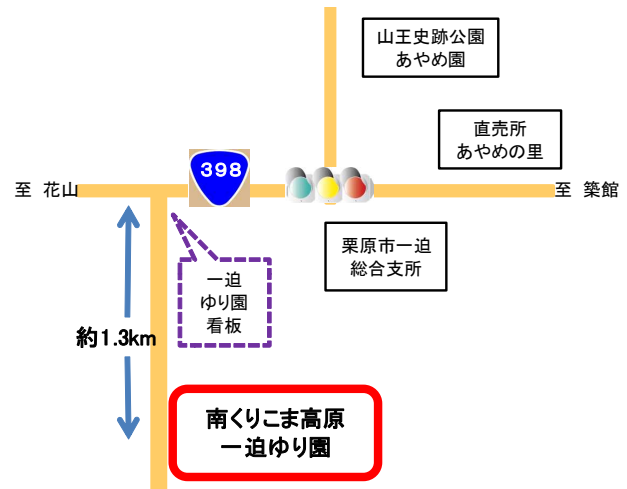 山王史跡公園
あやめ園
直売所
あやめの里
398
至 花山
至 築館
栗原市一迫
総合支所
一迫
ゆり園
看板
約1.3km
南くりこま高原
一迫ゆり園